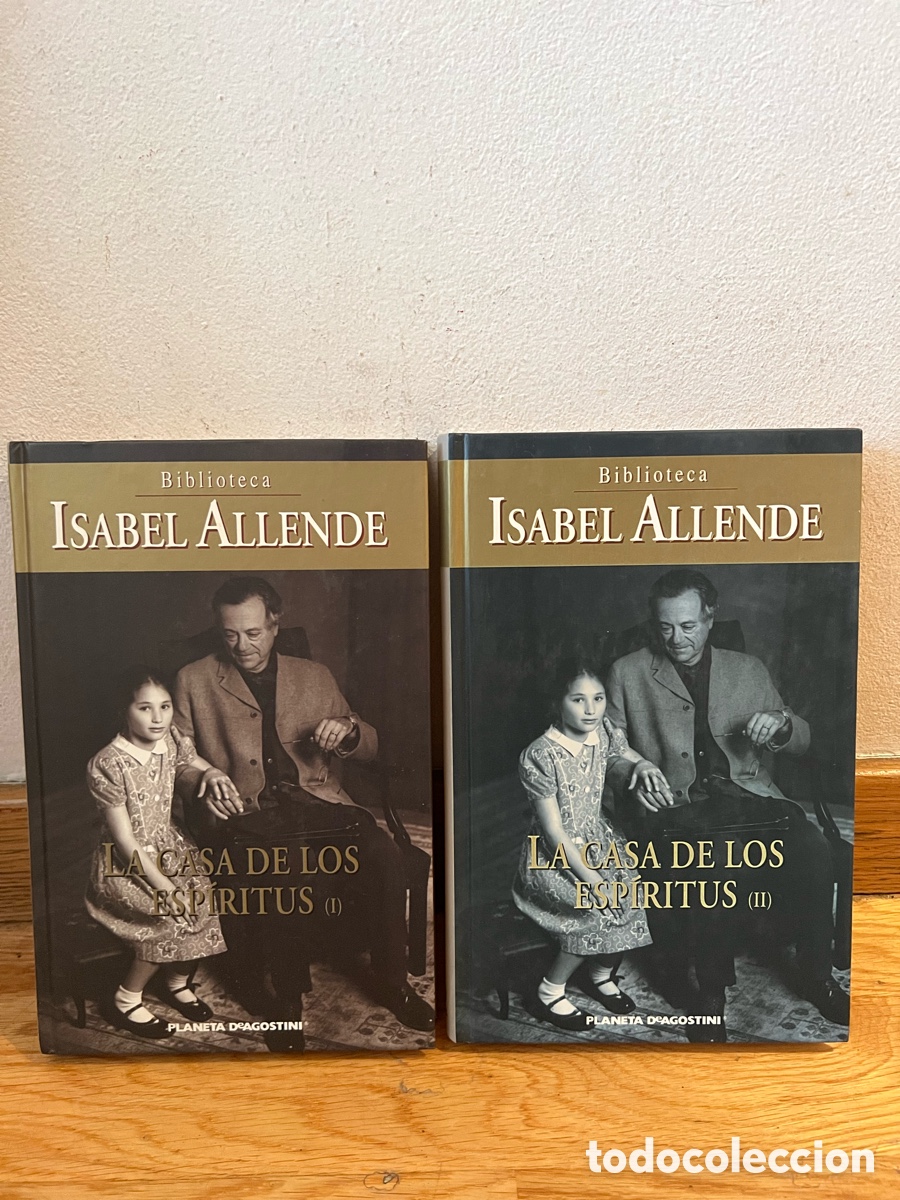 Biblioteca
ISABEL ALLENDE
LA CASA DE LOS
ESPÍRITUS (I)
PLANETA DeAGOSTINI
Biblioteca
ISABEL ALLENDE
LA CASA DE LOS
ESPÍRITUS (II)
PLANETA DeAGOSTINI
todocoleccion